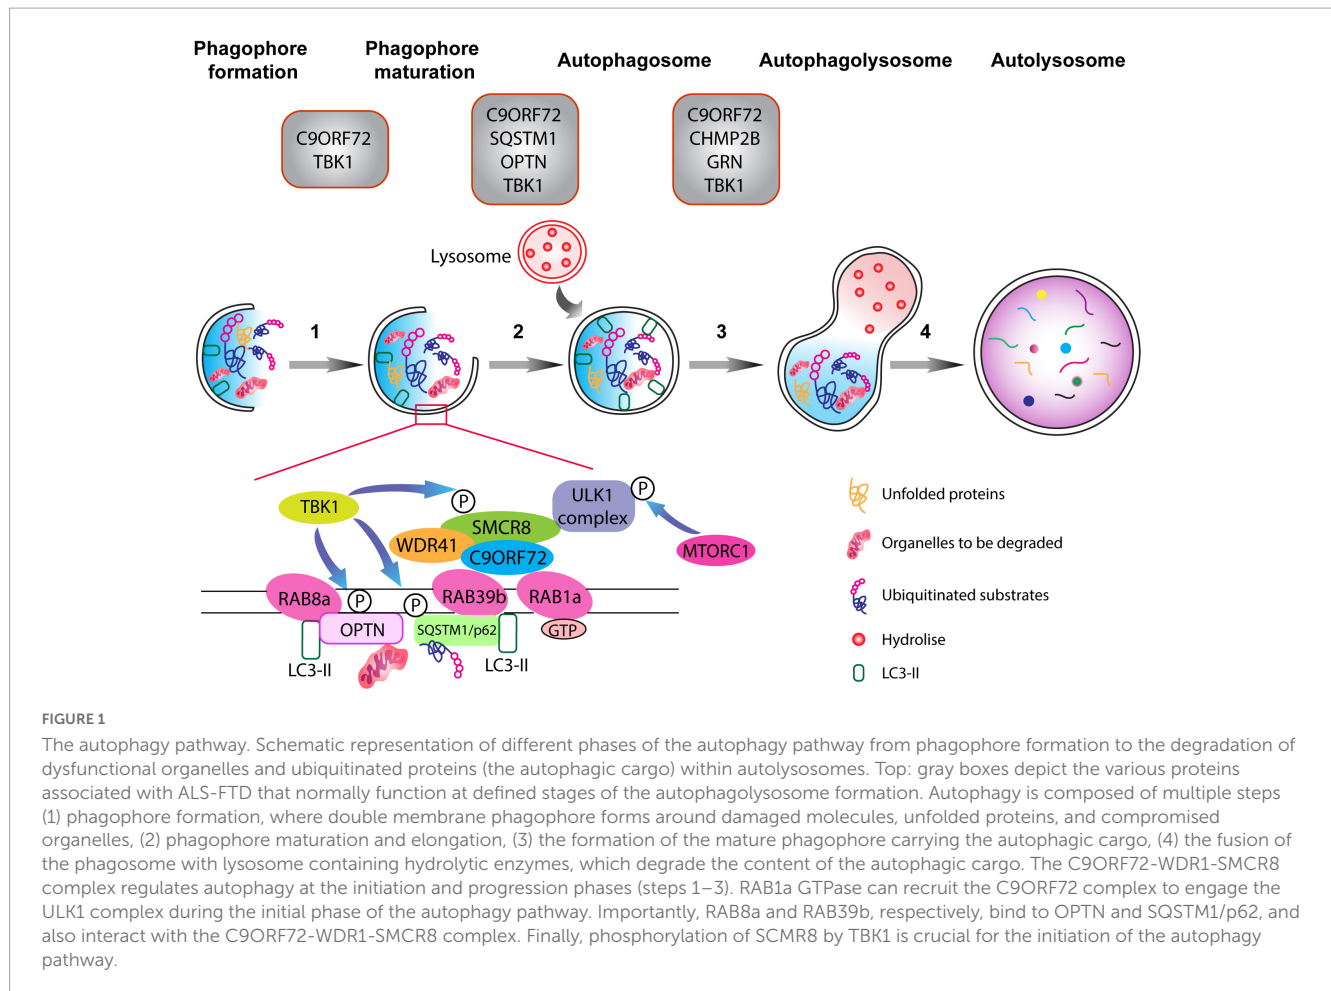 Phagophore
formation
Phagophore
maturation
Autophagosome
Autophagolysosome
Autolysosome
C9ORF72
TBK1
C9ORF72
SQSTM1
OPTN
TBK1
C9ORF72
CHMP2B
GRN
TBK1
Lysosome
1
2
3
4
TBK1
P
ULK1
complex
P
SMCR8
WDR41
C9ORF72
MTORC1
RAB8a
P
P
RAB39b
RAB1a
OPTN
SQSTM1/p62
GTP
LC3-II
LC3-II
Unfolded proteins
Organelles to be degraded
Ubiquitinated substrates
Hydrolise
LC3-II
FIGURE 1
The autophagy pathway. Schematic representation of different phases of the autophagy pathway from phagophore formation to the degradation of
dysfunctional organelles and ubiquitinated proteins (the autophagic cargo) within autolysosomes. Top: gray boxes depict the various proteins
associated with ALS-FTD that normally function at defined stages of the autophagolysosome formation. Autophagy is composed of multiple steps
(1) phagophore formation, where double membrane phagophore forms around damaged molecules, unfolded proteins, and compromised
organelles, (2) phagophore maturation and elongation, (3) the formation of the mature phagophore carrying the autophagic cargo, (4) the fusion of
the phagosome with lysosome containing hydrolytic enzymes, which degrade the content of the autophagic cargo. The C9ORF72-WDR1-SMCR8
complex regulates autophagy at the initiation and progression phases (steps 1–3). RAB1a GTPase can recruit the C9ORF72 complex to engage the
ULK1 complex during the initial phase of the autophagy pathway. Importantly, RAB8a and RAB39b, respectively, bind to OPTN and SQSTM1/p62, and
also interact with the C9ORF72-WDR1-SMCR8 complex. Finally, phosphorylation of SCMR8 by TBK1 is crucial for the initiation of the autophagy
pathway.